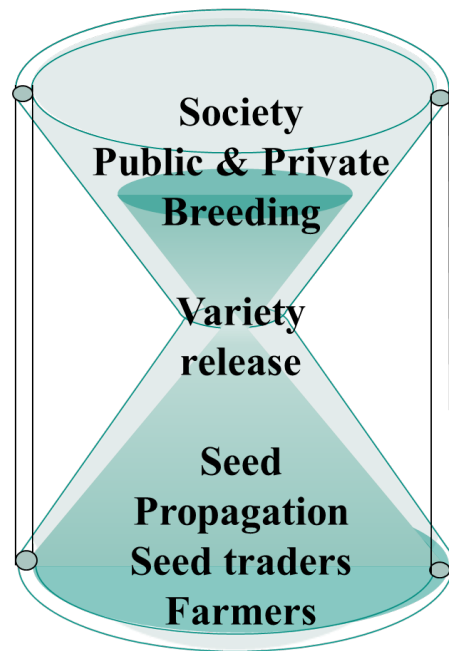 Society
Public & Private
Breeding
Variety
release
Seed
Propagation
Seed traders
Farmers